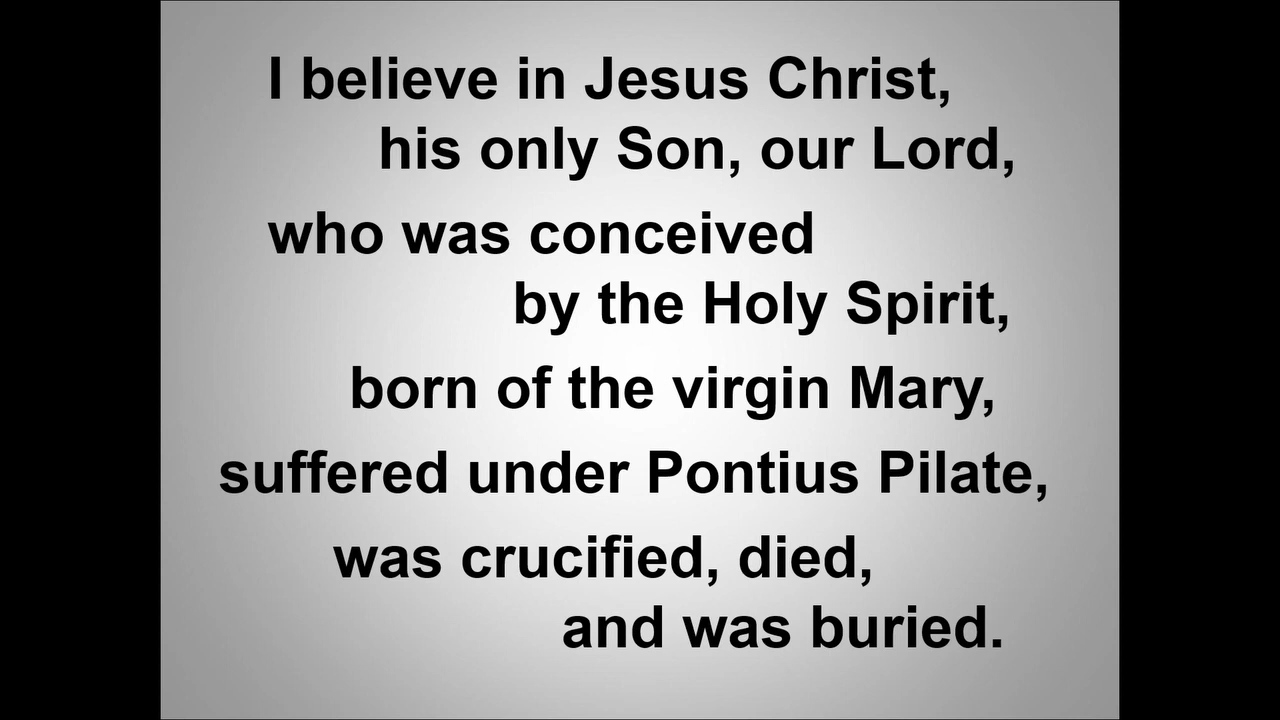 I believe in Jesus Christ,
his only Son, our Lord,
who was conceived
by the Holy Spirit,
born of the virgin Mary,
suffered under Pontius Pilate,
was crucified, died,
and was buried.